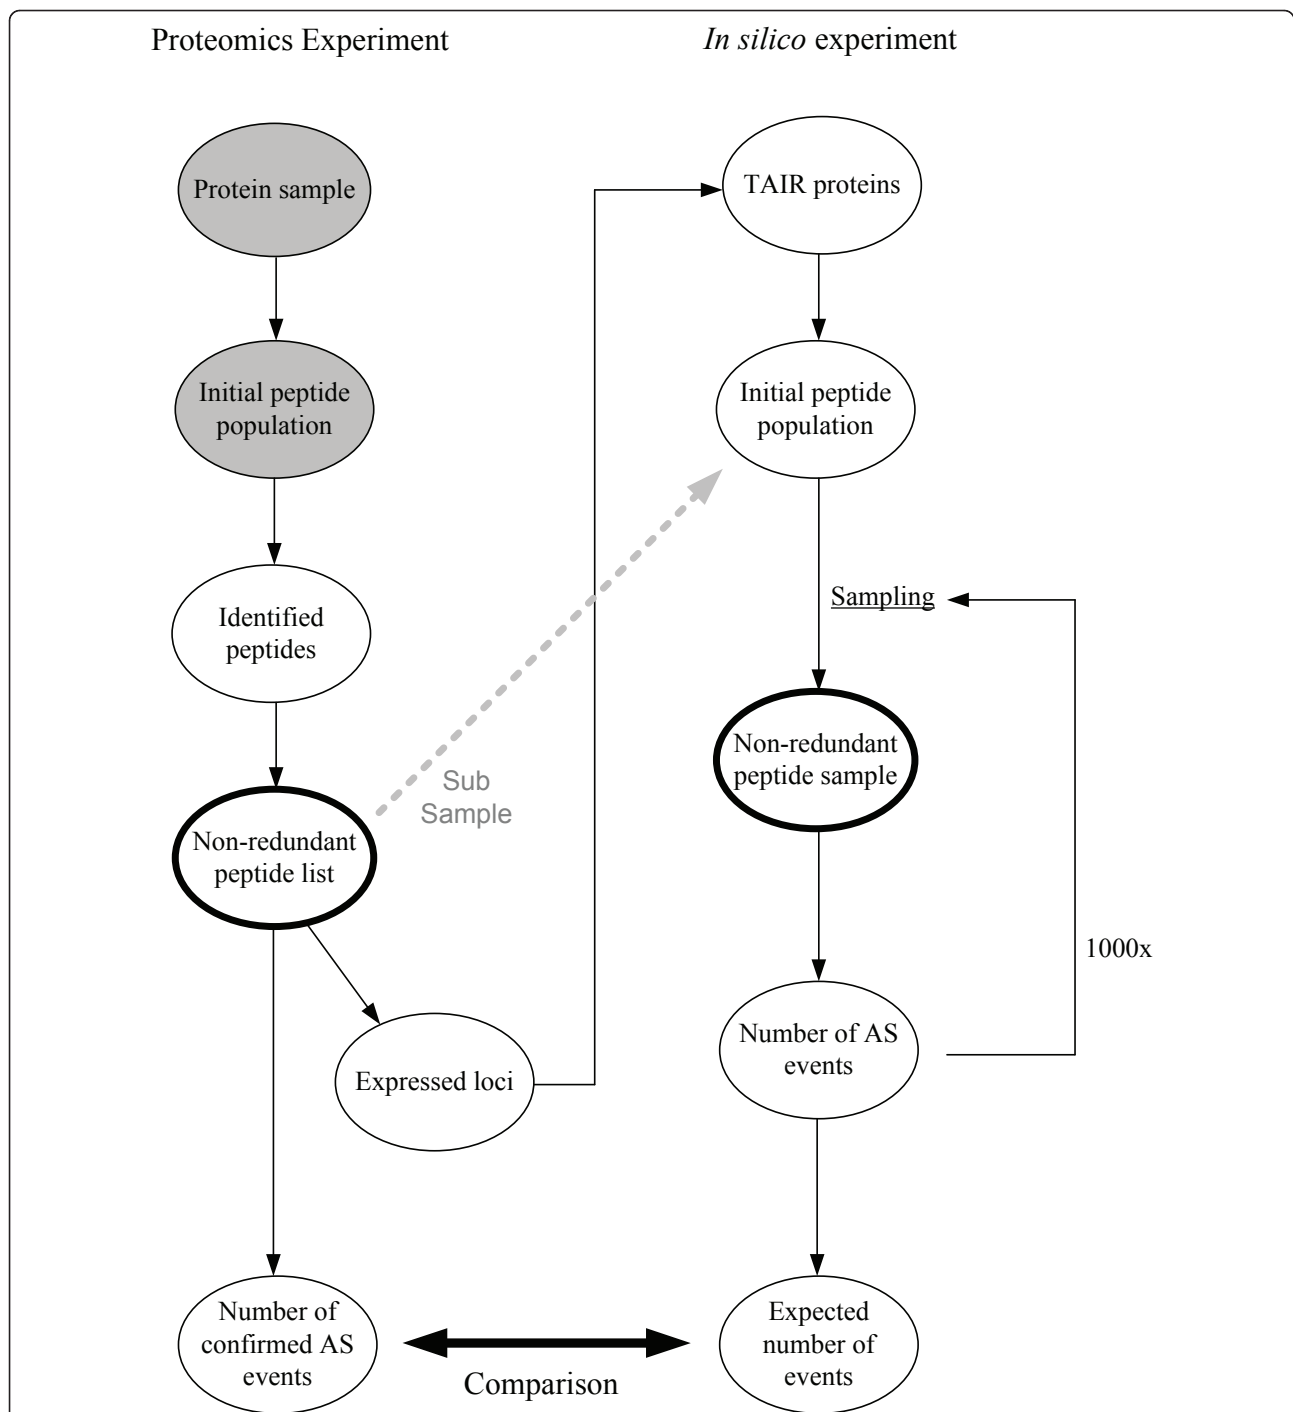 Proteomics Experiment
In silico experiment
Protein sample
TAIR proteins
Initial peptide
population
Initial peptide
population
Identified
peptides
Sampling
Non-redundant
peptide sample
Sub
Sample
Non-redundant
peptide list
1000x
Number of AS
events
Expressed loci
Number of
confirmed AS
events
Expected
number of
events
Comparison